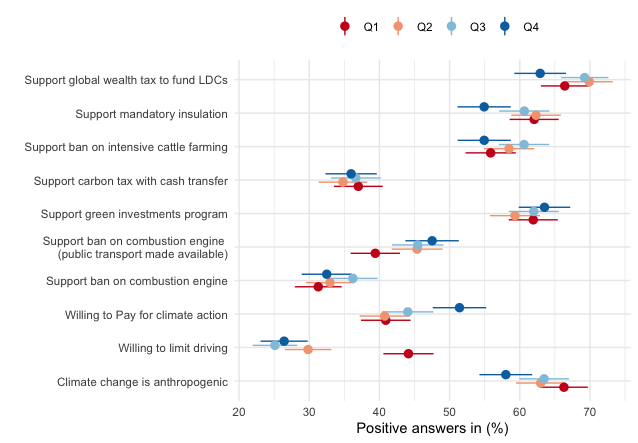 Q1 Q2 Q3 Q4
Support global wealth tax to fund LDCs
Support mandatory insulation
Support ban on intensive cattle farming
Support carbon tax with cash transfer
Support green investments program
Support ban on combustion engine
(public transport made available)
Support ban on combustion engine
Willing to Pay for climate action
Willing to limit driving
Climate change is anthropogenic
20 30 40 50 60 70
Positive answers in (%)